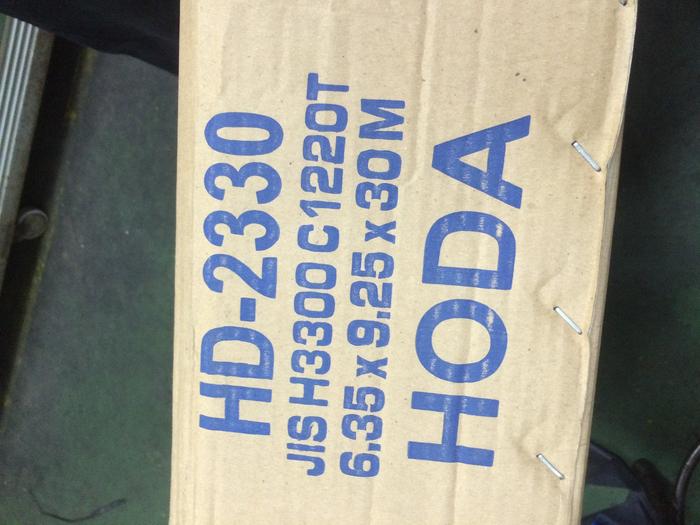 HD-2330
JIS H3300 C1220T
6.35 x 9.25 x 30 M
HODA